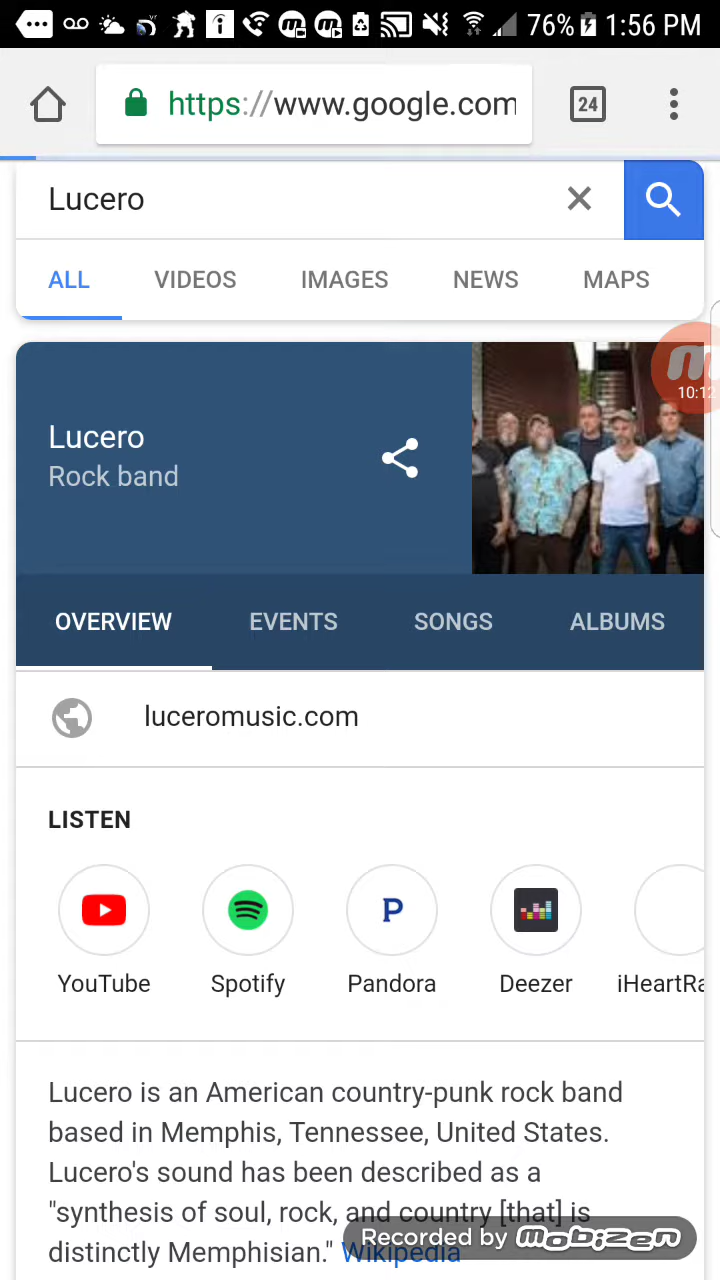 76% 1:56 PM
https://www.google.com
24
Lucero
ALL VIDEOS IMAGES NEWS MAPS
10:12
Lucero
Rock band
OVERVIEW EVENTS SONGS ALBUMS
luceromusic.com
LISTEN
P
YouTube Spotify Pandora Deezer iHeartRa
Lucero is an American country-punk rock band
based in Memphis, Tennessee, United States.
Lucero's sound has been described as a
"synthesis of soul, rock, and country [that] is
distinctly Memphisian." Wikipedia
Recorded by mobizen